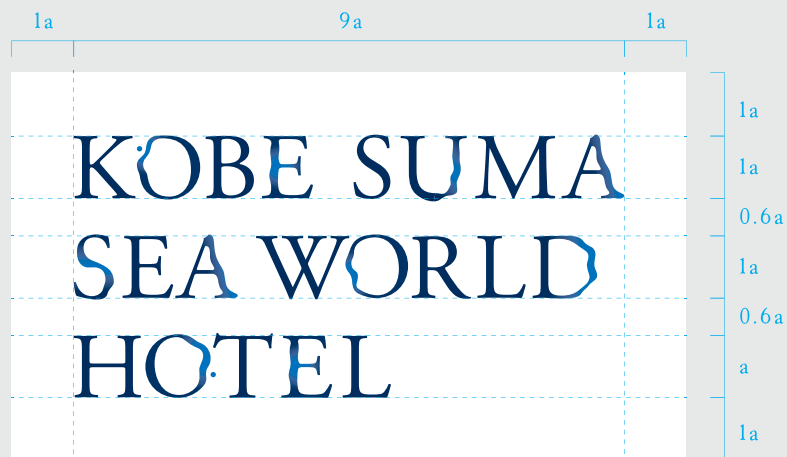 1a 9a 1a
1a
KOBE SUMA 1a
0.6a
SEA WORLD 1a
0.6a
HOTEL a
1a